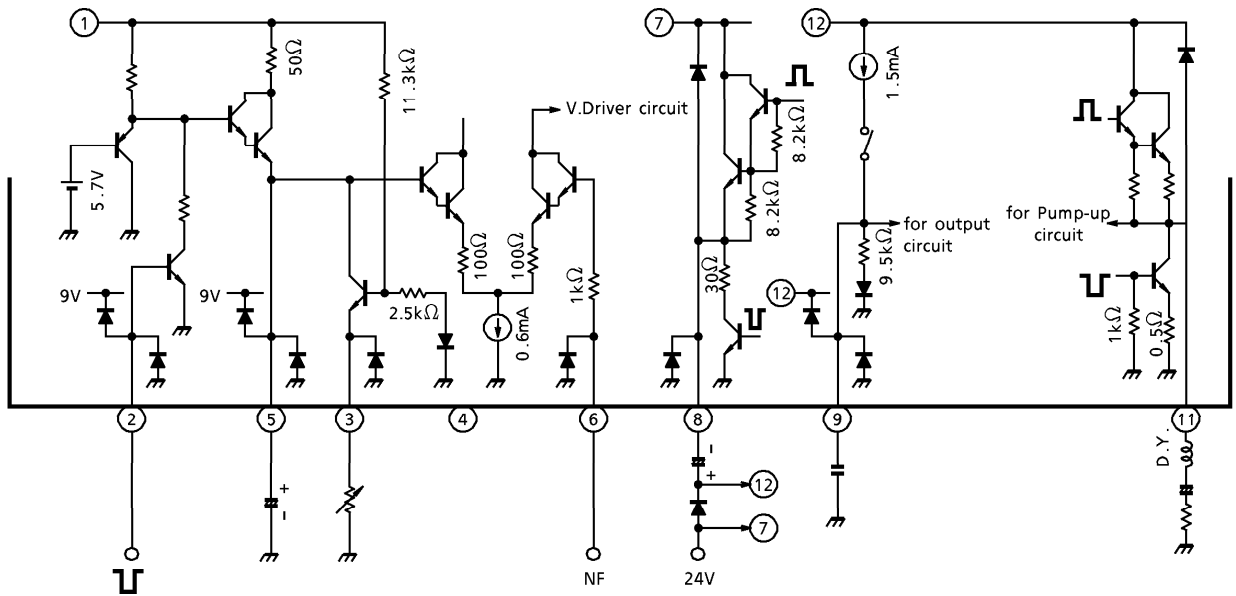 1
7
12
50Ω
11.3kΩ
V.Driver circuit
8.2kΩ
1.5mA
5.7V
8.2kΩ
for output
circuit
for Pump-up
circuit
100Ω
100Ω
30Ω
9.5kΩ
9V
9V
2.5kΩ
0.6mA
1kΩ
12
1kΩ
0.5Ω
2
5
3
4
6
8
9
11
D.Y.
+
-
-
+
12
7
NF
24V